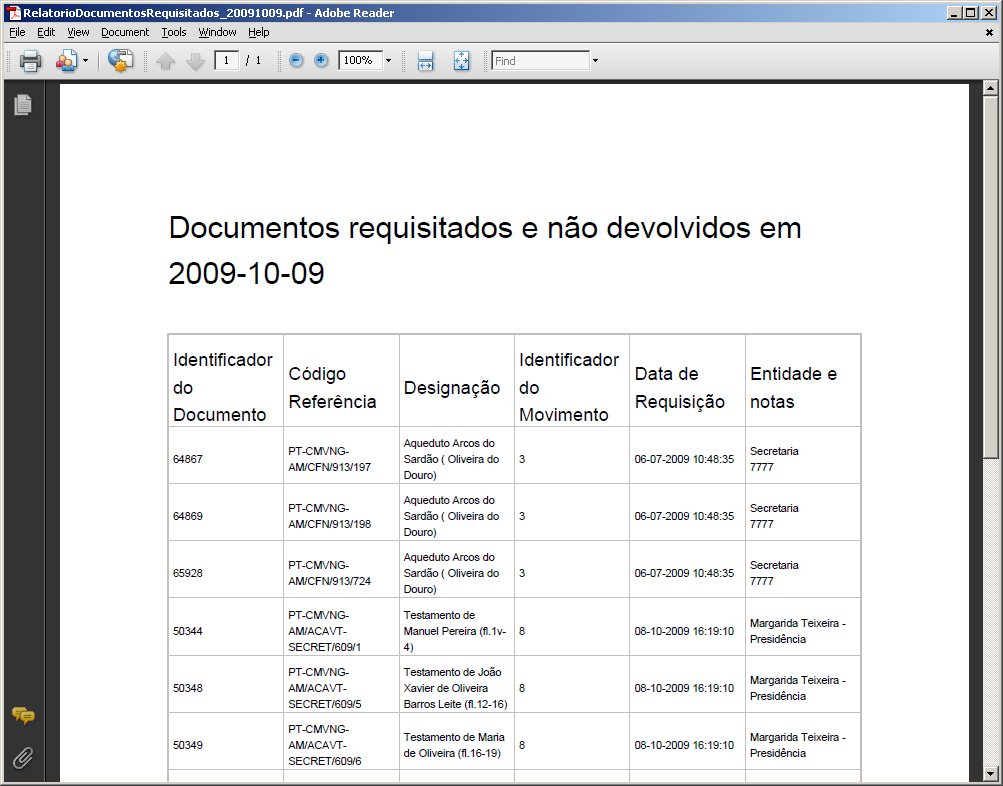 RelatorioDocumentosRequisitados_20091009.pdf - Adobe Reader
File Edit View Document Tools Window Help
1 / 1 100% Find
Documentos requisitados e não devolvidos em
2009-10-09
Identificador
do
Documento
Código
Referência
Designação
Identificador
do
Movimento
Data de
Requisição
Entidade e
notas
64867
PT-CMVNG-
AM/CFN/913/197
Aqueduto Arcos do
Sardão ( Oliveira do
Douro)
3
06-07-2009 10:48:35
Secretaria
7777
64869
PT-CMVNG-
AM/CFN/913/198
Aqueduto Arcos do
Sardão ( Oliveira do
Douro)
3
06-07-2009 10:48:35
Secretaria
7777
65928
PT-CMVNG-
AM/CFN/913/724
Aqueduto Arcos do
Sardão ( Oliveira do
Douro)
3
06-07-2009 10:48:35
Secretaria
7777
50344
PT-CMVNG-
AM/ACAVT-
SECRET/609/1
Testamento de
Manuel Pereira (fl.1v-
4)
8
08-10-2009 16:19:10
Margarida Teixeira -
Presidência
50348
PT-CMVNG-
AM/ACAVT-
SECRET/609/5
Testamento de João
Xavier de Oliveira
Barros Leite (fl.12-16)
8
08-10-2009 16:19:10
Margarida Teixeira -
Presidência
50349
PT-CMVNG-
AM/ACAVT-
SECRET/609/6
Testamento de Maria
de Oliveira (fl.16-19)
8
08-10-2009 16:19:10
Margarida Teixeira -
Presidência